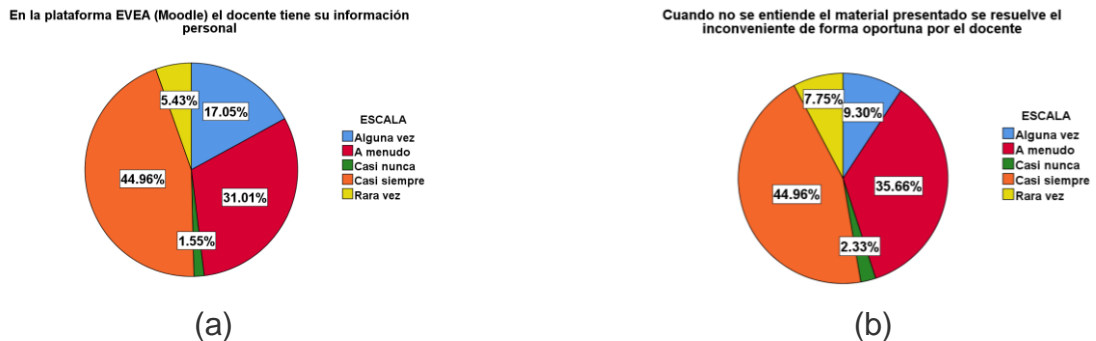 En la plataforma EVEA (Moodle) el docente tiene su información
personal
5.43%
17.05%
44.96%
31.01%
1.55%
ESCALA
Alguna vez
A menudo
Casi nunca
Casi siempre
Rara vez
(a)
Cuando no se entiende el material presentado se resuelve el
inconveniente de forma oportuna por el docente
7.75%
9.30%
44.96%
35.66%
2.33%
ESCALA
Alguna vez
A menudo
Casi nunca
Casi siempre
Rara vez
(b)